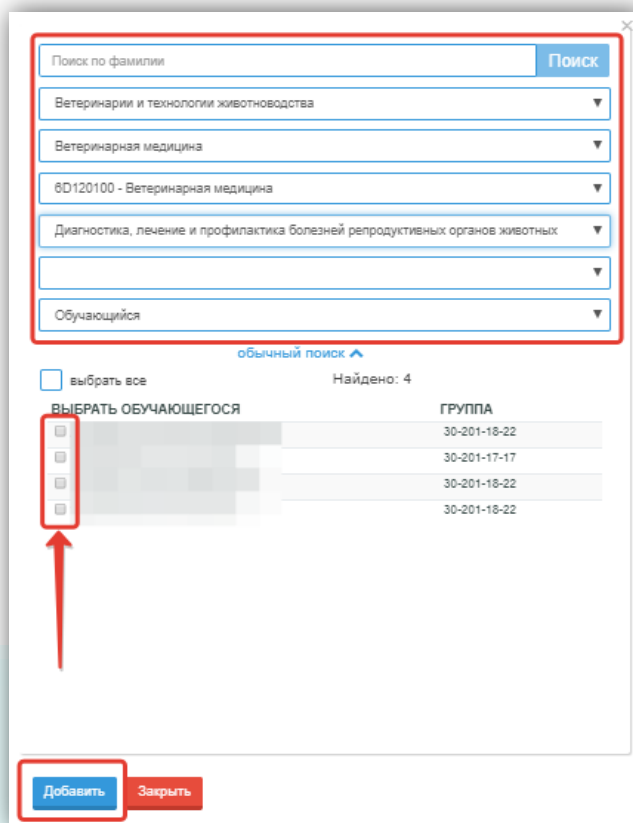 Поиск по фамилии Поиск
Ветеринарии и технологии животноводства
Ветеринарная медицина
6D120100 - Ветеринарная медицина
Диагностика, лечение и профилактика болезней репродуктивных органов животных
Обучающийся
обычный поиск
выбрать все Найдено: 4
ВЫБРАТЬ ОБУЧАЮЩЕГОСЯ ГРУППА
30-201-18-22
30-201-17-17
30-201-18-22
30-201-18-22
Добавить Закрыть